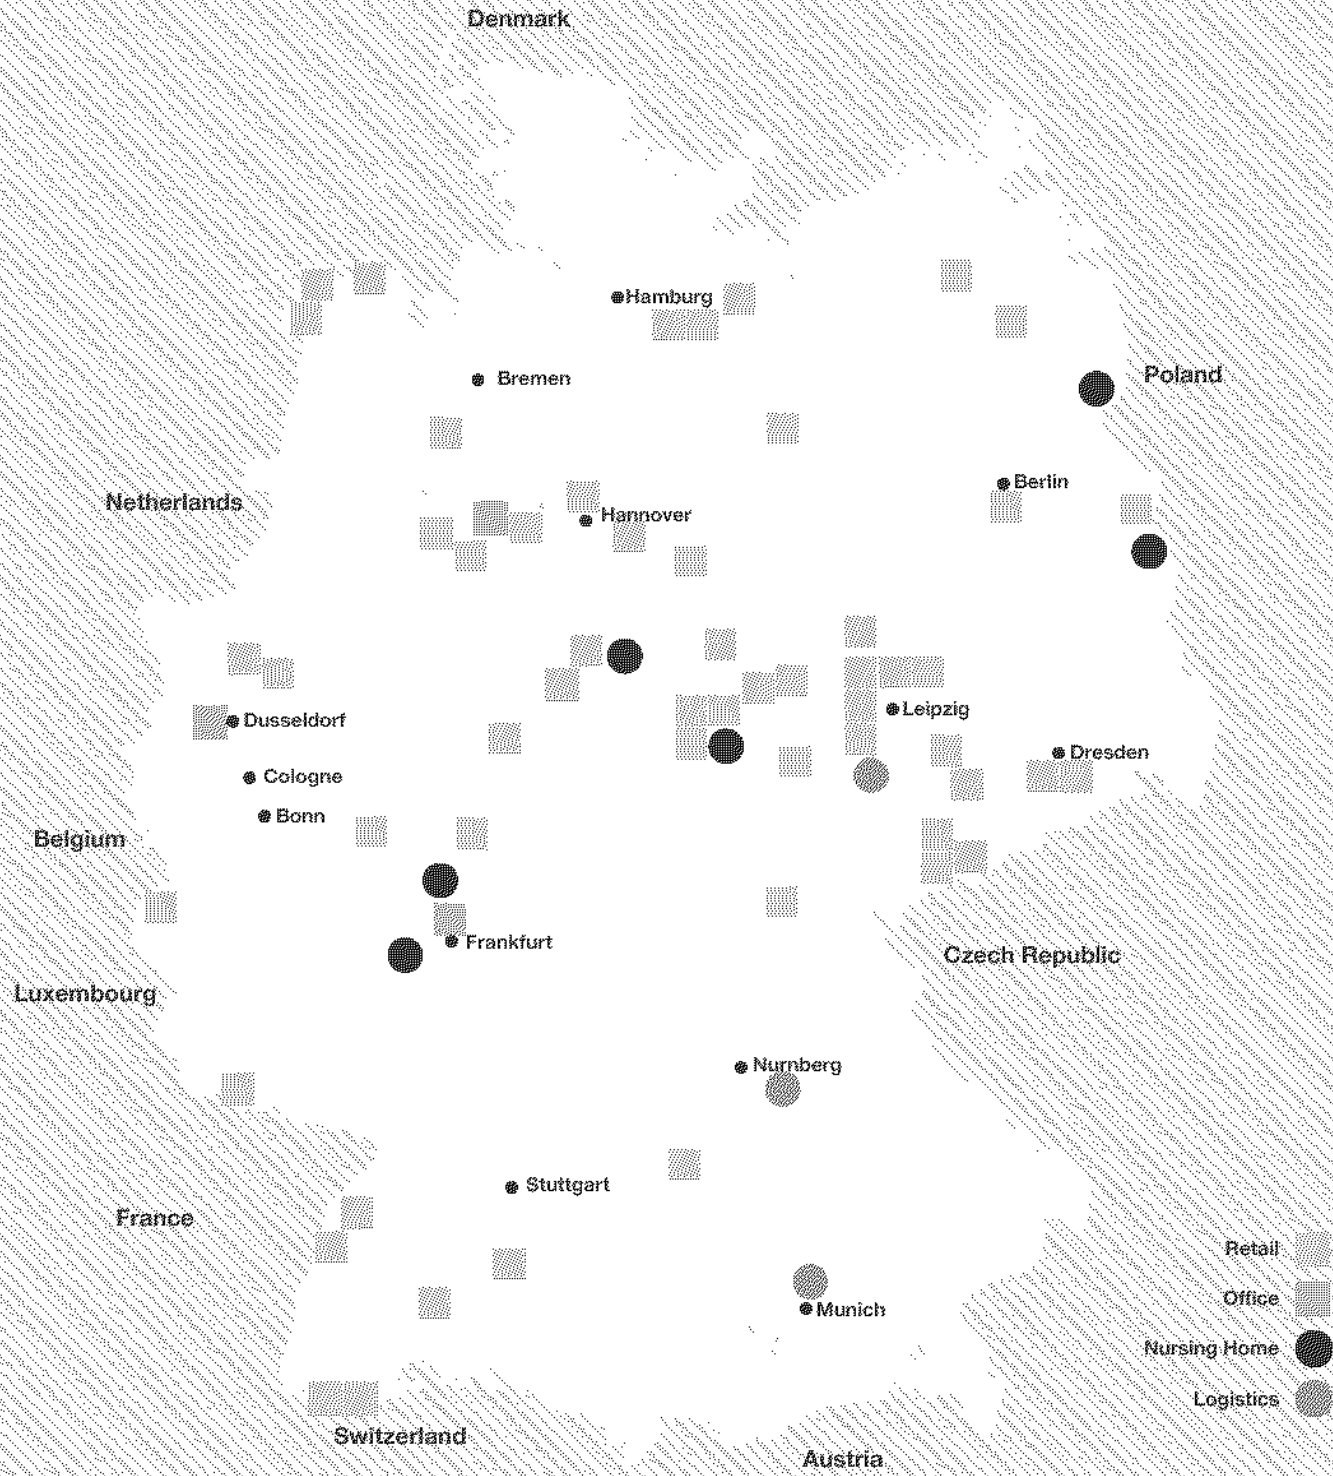 Denmark
Hamburg
Poland
Bremen
Berlin
Netherlands
Hannover
Leipzig
Dusseldorf
Dresden
Cologne
Bonn
Belgium
Frankfurt
Czech Republic
Luxembourg
Nurnberg
Stuttgart
France
Retail
Office
Munich
Nursing Home
Logistics
Switzerland
Austria